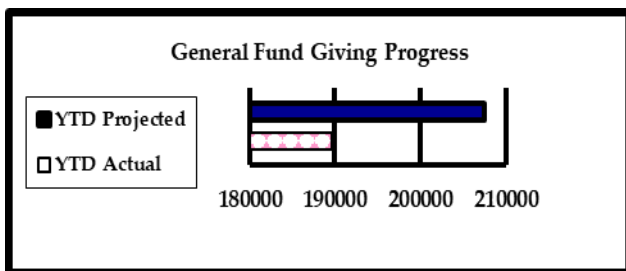 General Fund Giving Progress
YTD Projected
YTD Actual
180000 190000 200000 210000